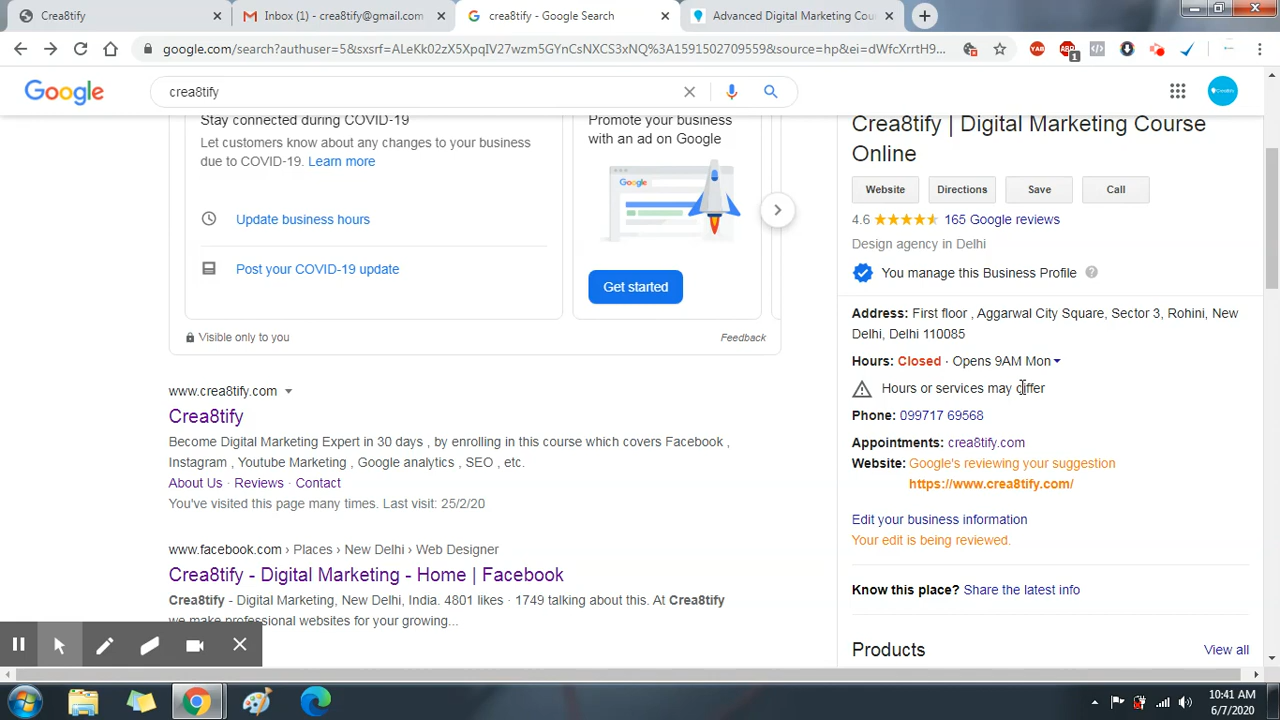 Crea8tify
Inbox (1) - crea8tify@gmail.com
crea8tify - Google Search
Advanced Digital Marketing Cou
google.com/search?authuser=5&sxsrf=ALeKk02zX5XpqIV27wzm5GYnCsNXCS3xNQ%3A1591502709559&source=hp&ei=dWfcXrrtH9...
YAB
ABP
1
Google
crea8tify
Crea8tify
Stay connected during COVID-19
Let customers know about any changes to your business
due to COVID-19. Learn more
Update business hours
Post your COVID-19 update
Promote your business
with an ad on Google
Google
Get started
Visible only to you
Feedback
www.crea8tify.com
Crea8tify
Become Digital Marketing Expert in 30 days , by enrolling in this course which covers Facebook ,
Instagram , Youtube Marketing , Google analytics , SEO , etc.
About Us · Reviews · Contact
You've visited this page many times. Last visit: 25/2/20
www.facebook.com › Places › New Delhi › Web Designer
Crea8tify - Digital Marketing - Home | Facebook
Crea8tify - Digital Marketing, New Delhi, India. 4801 likes · 1749 talking about this. At Crea8tify
we make professional websites for your growing...
Crea8tify | Digital Marketing Course
Online
Website
Directions
Save
Call
4.6 165 Google reviews
Design agency in Delhi
You manage this Business Profile ?
Address: First floor , Aggarwal City Square, Sector 3, Rohini, New
Delhi, Delhi 110085
Hours: Closed · Opens 9AM Mon
Hours or services may differ
Phone: 099717 69568
Appointments: crea8tify.com
Website: Google's reviewing your suggestion
https://www.crea8tify.com/
Edit your business information
Your edit is being reviewed.
Know this place? Share the latest info
Products
View all
10:41 AM
6/7/2020